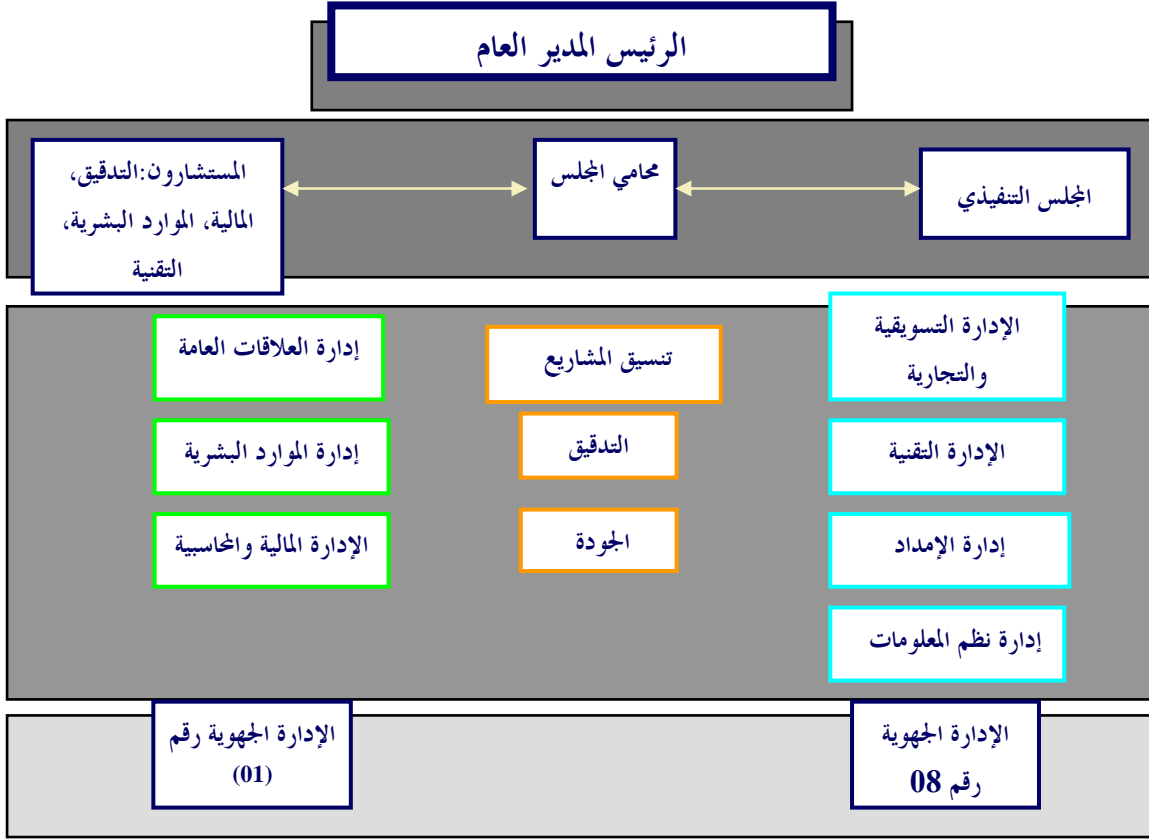 الرئيس المدير العام
المجلس التنفيذي
محامي المجلس
المستشارون:التدقيق،
المالية، الموارد البشرية،
التقنية
الإدارة التسويقية
والتجارية
الإدارة التقنية
إدارة الإمداد
إدارة نظم المعلومات
تنسيق المشاريع
التدقيق
الجودة
إدارة العلاقات العامة
إدارة الموارد البشرية
الإدارة المالية والمحاسبية
الإدارة الجهوية
رقم 08
الإدارة الجهوية رقم
(01)